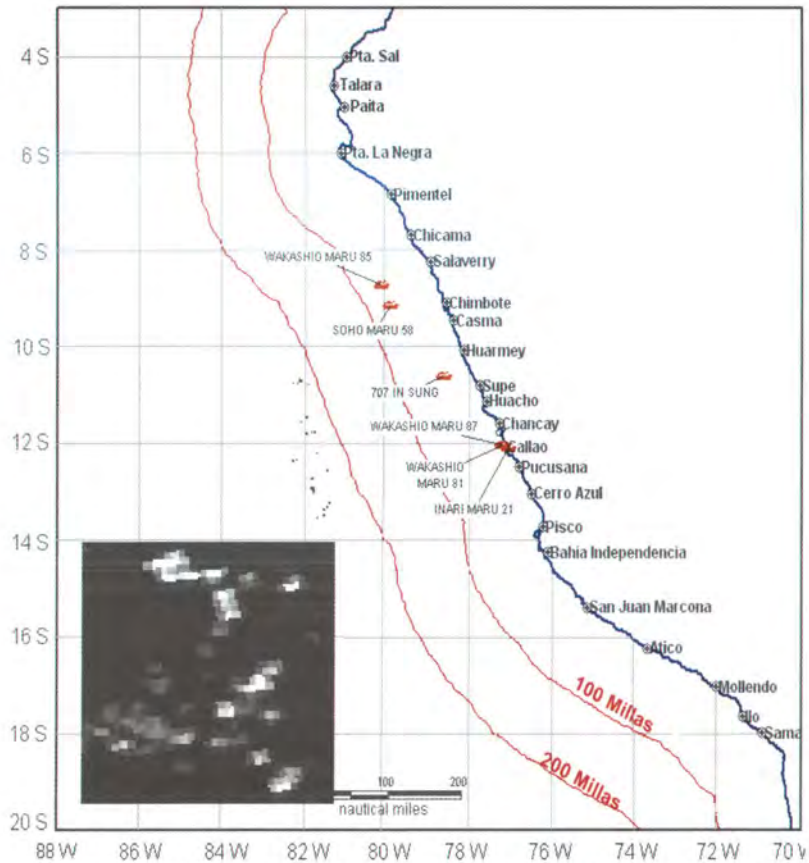 4 S
Pta. Sal
Talara
Paita
6 S
Pta. La Negra
Pimentel
Chicama
8 S
WAKASHIO MARU 85
Salaverry
Chimbote
SOHO MARU 58
Casma
10 S
Huarmey
707 IN SUNG
Supe
Huacho
Chancay
WAKASHIO MARU 87
12 S
Callao
WAKASHIO
MARU 81
Pucusana
INARI MARU 21
Cerro Azul
Pisco
14 S
Bahia Independencia
San Juan Marcona
16 S
Atico
Mollendo
100 Millas
Ilo
18 S
Sama
200 Millas
100 200
nautical miles
20 S
88 W 86 W 84 W 82 W 80 W 78 W 76 W 74 W 72 W 70 W